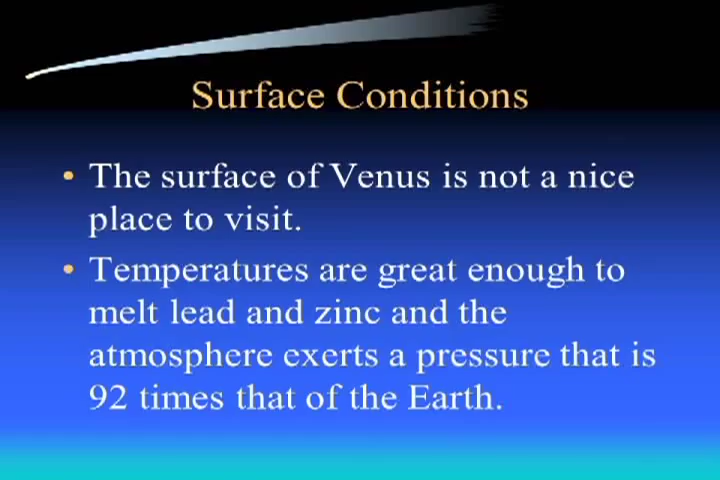 Surface Conditions
• The surface of Venus is not a nice
place to visit.
• Temperatures are great enough to
melt lead and zinc and the
atmosphere exerts a pressure that is
92 times that of the Earth.